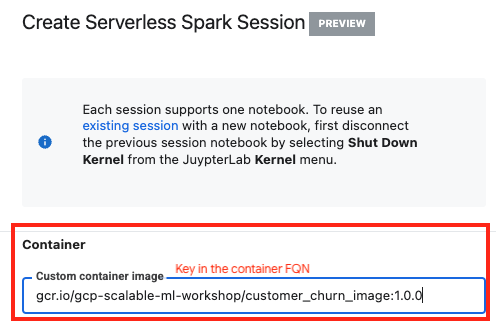 Create Serverless Spark Session PREVIEW
Each session supports one notebook. To reuse an
existing session with a new notebook, first disconnect
the previous session notebook by selecting Shut Down
Kernel from the JuypterLab Kernel menu.
Container
Custom container image Key in the container FQN
gcr.io/gcp-scalable-ml-workshop/customer_churn_image:1.0.0